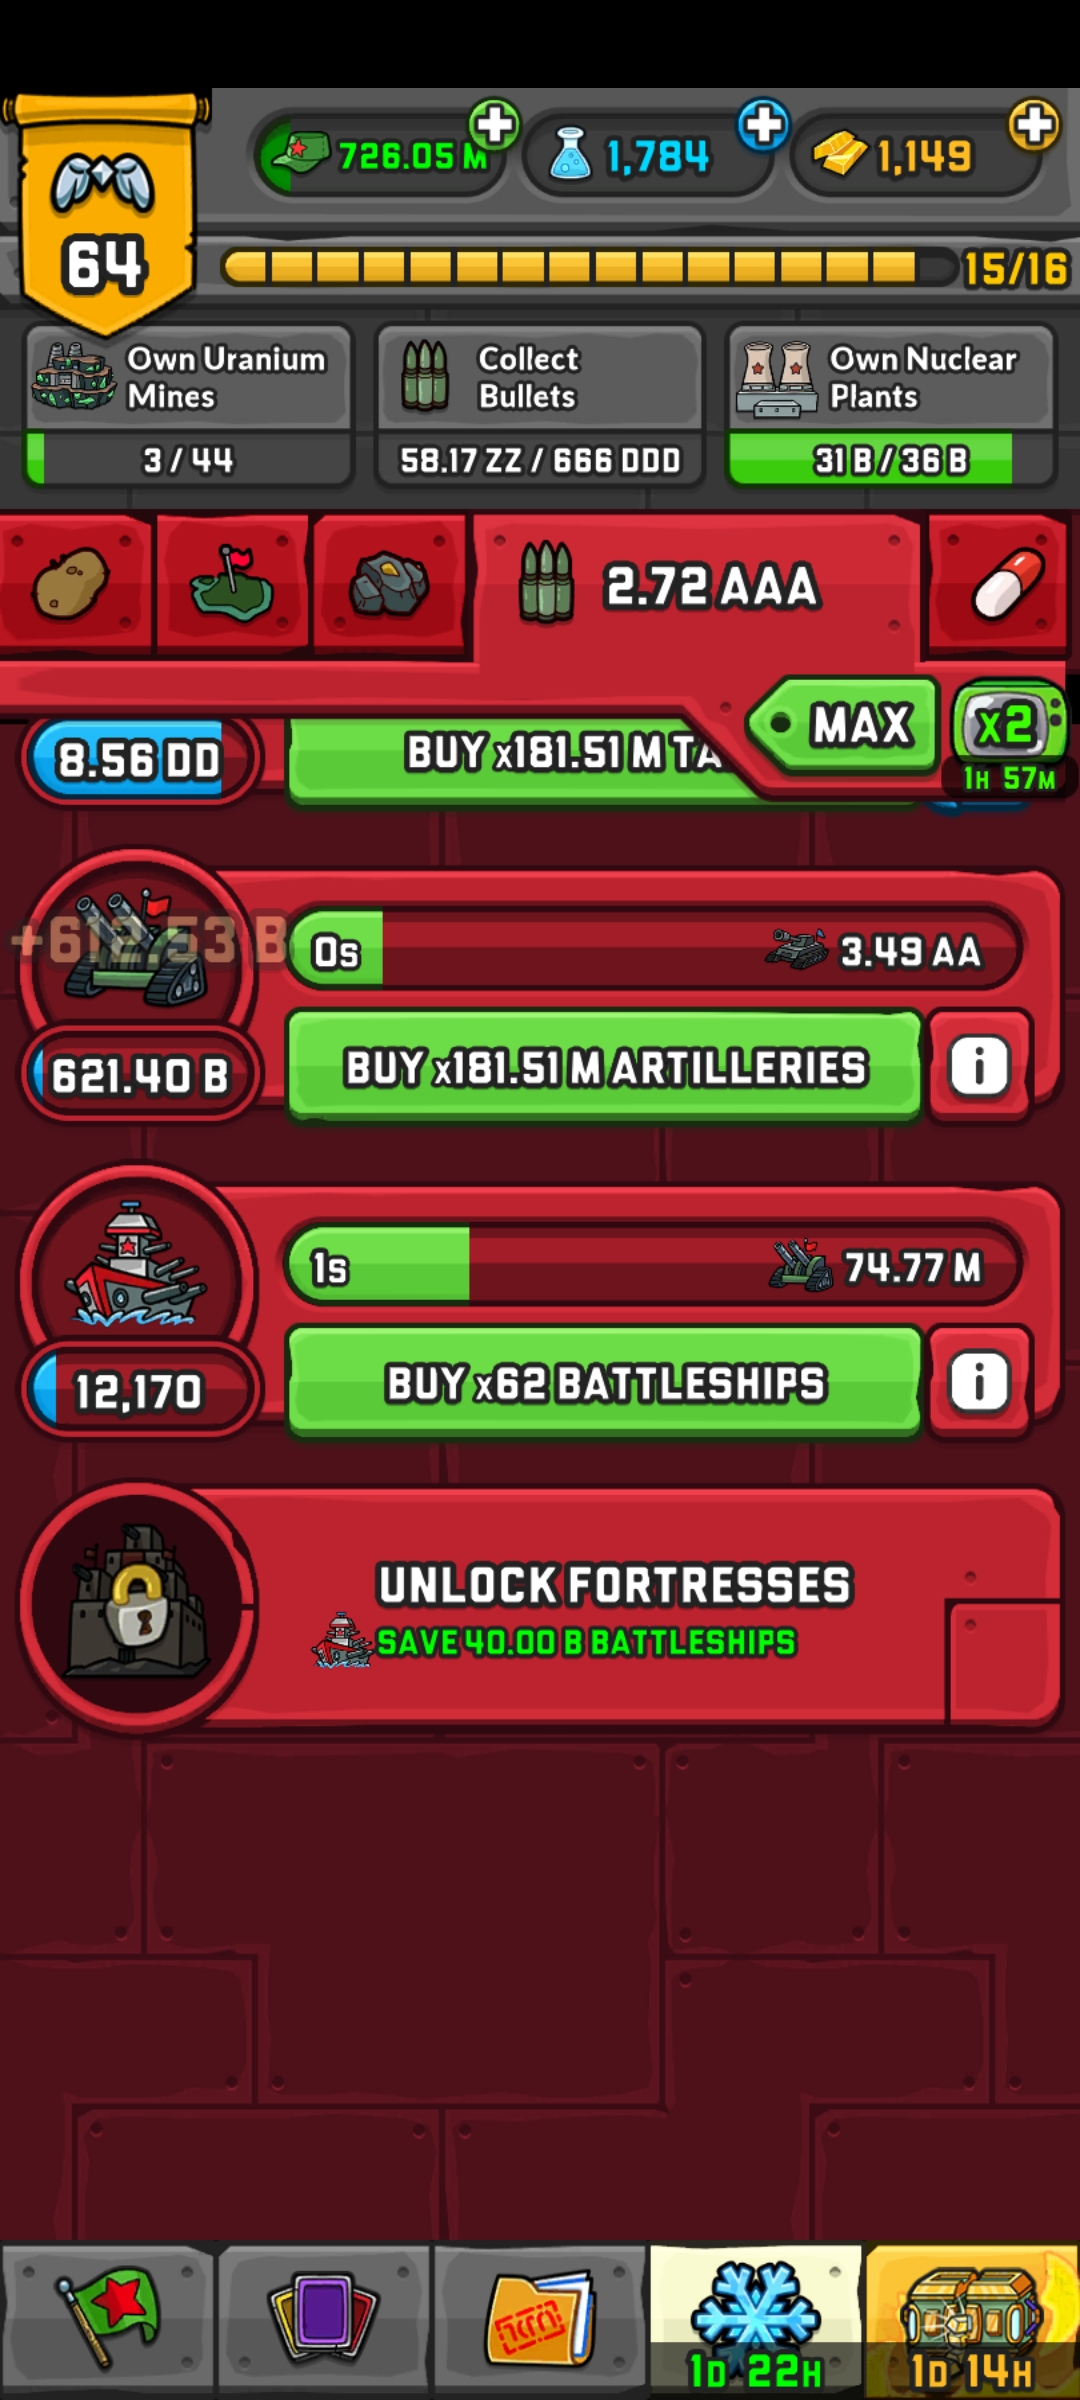 726.05 M
1,784
1,149
64
15/16
Own Uranium
Mines
3 / 44
Collect
Bullets
58.17 ZZ / 666 DDD
Own Nuclear
Plants
31 B / 36 B
2.72 AAA
MAX
x2
1H 57M
8.56 DD
BUY x181.51 M TA
+612.53 B
0s
3.49 AA
621.40 B
BUY x181.51 M ARTILLERIES
i
1s
74.77 M
12,170
BUY x62 BATTLESHIPS
i
UNLOCK FORTRESSES
SAVE 40.00 B BATTLESHIPS
1D 22H
1D 14H